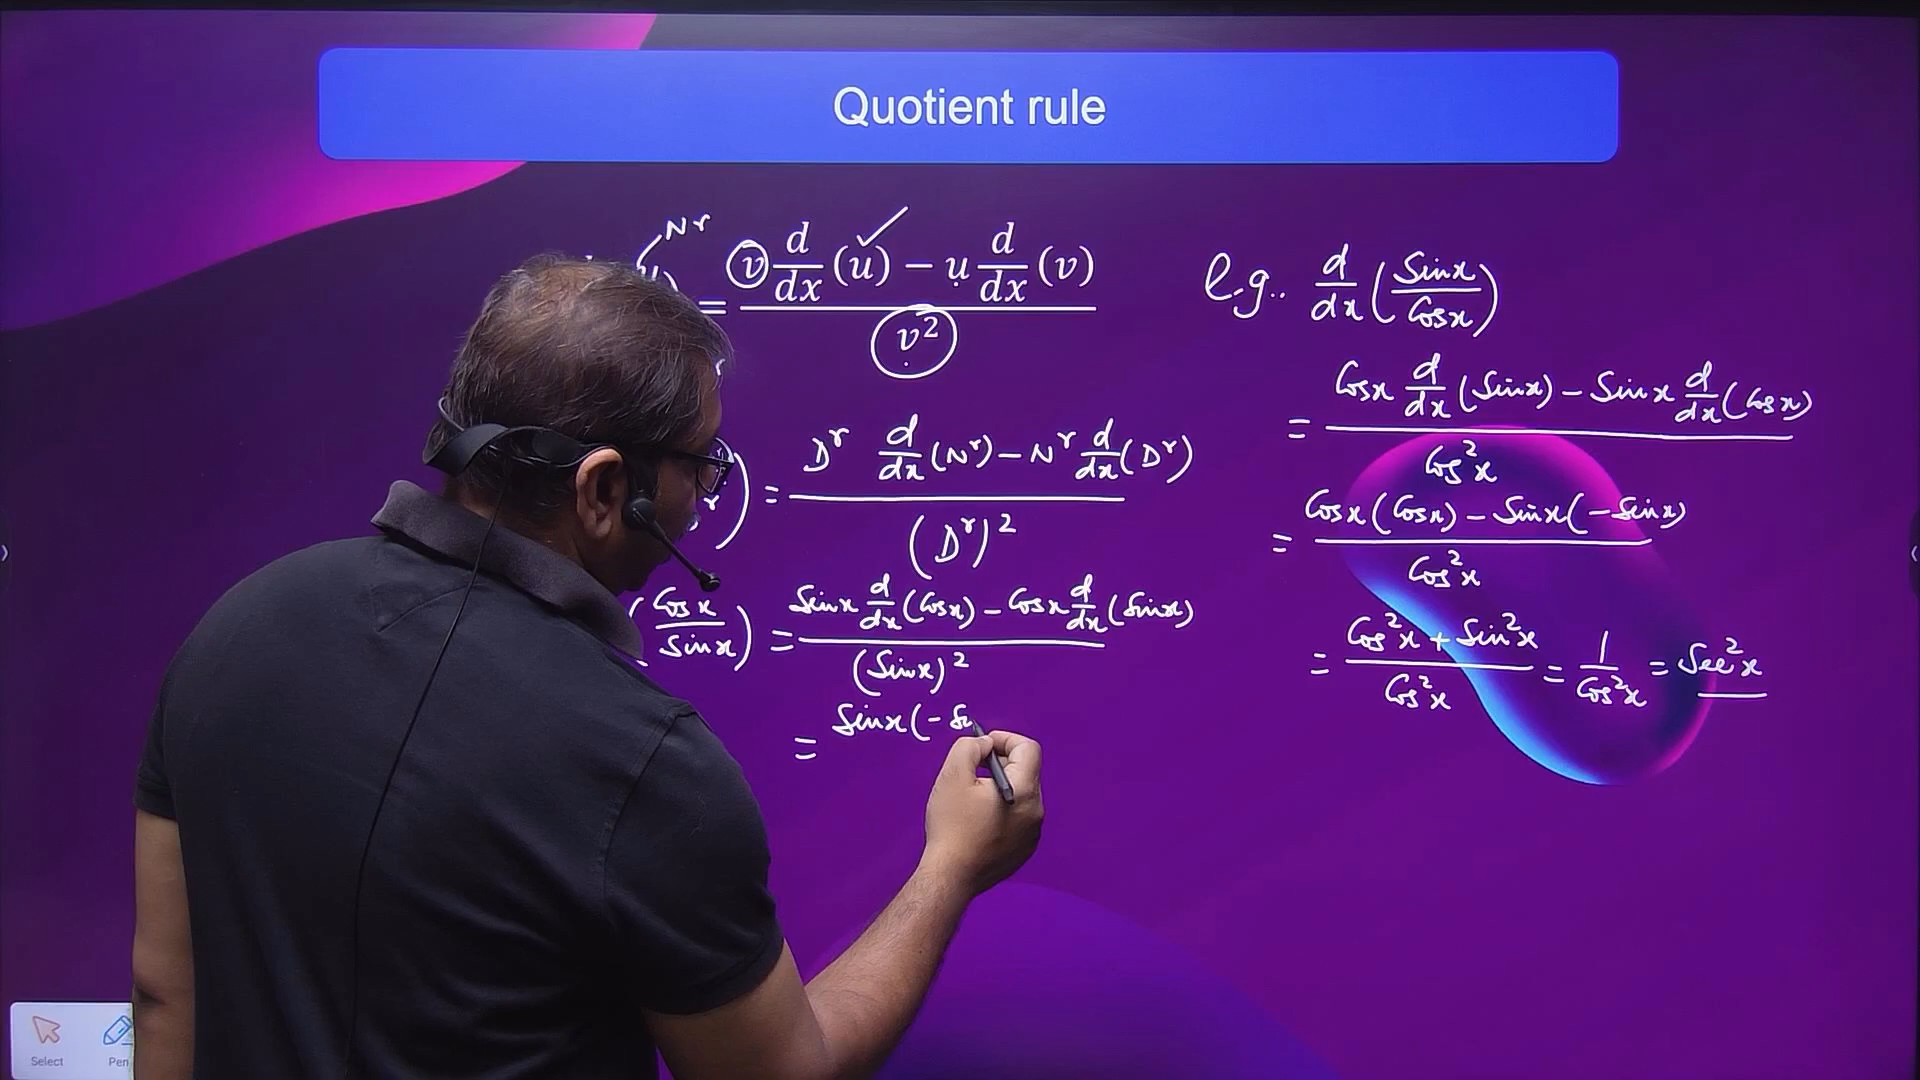 Quotient rule
Nʳ
= (v d/dx (u) − u d/dx (v)) / v²
= (Dʳ d/dx (Nʳ) − Nʳ d/dx (Dʳ)) / (Dʳ)²
(Cosx / Sinx) = (Sinx d/dx (Cosx) − Cosx d/dx (Sinx)) / (Sinx)²
= Sinx (− Si
e.g.. d/dx (Sinx / Cosx)
= (Cosx d/dx (Sinx) − Sinx d/dx (Cosx)) / Cos²x
= (Cosx (Cosx) − Sinx (−Sinx)) / Cos²x
= (Cos²x + Sin²x) / Cos²x = 1 / Cos²x = Sec²x
Select Pen